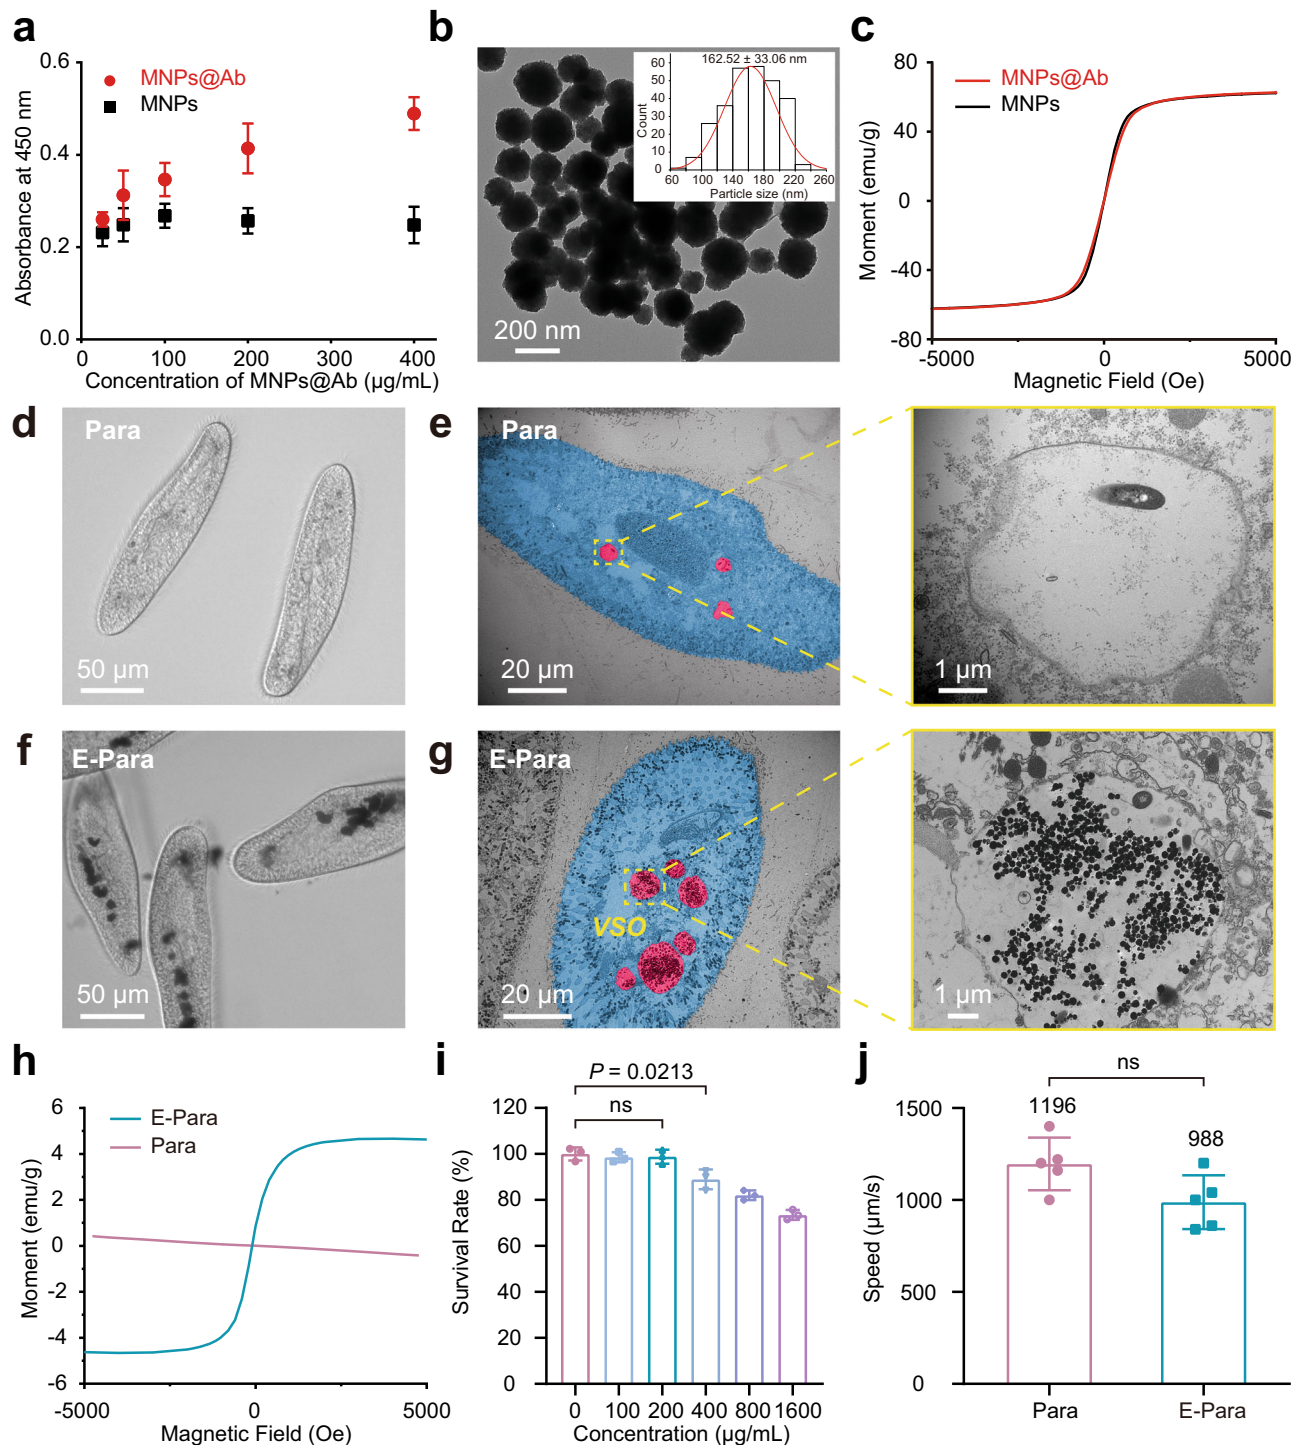 a
0.6
0.4
0.2
0.0
Absorbance at 450 nm
MNPs@Ab
MNPs
0 100 200 300 400
Concentration of MNPs@Ab (µg/mL)
b
162.52 ± 33.06 nm
60
50
40
30
20
10
0
Count
60 100 140 180 220 260
Particle size (nm)
200 nm
c
80
40
0
-40
-80
Moment (emu/g)
MNPs@Ab
MNPs
-5000 0 5000
Magnetic Field (Oe)
d
Para
50 µm
e
Para
20 µm
1 µm
f
E-Para
50 µm
g
E-Para
VSO
20 µm
1 µm
h
6
4
2
0
-2
-4
-6
Moment (emu/g)
E-Para
Para
-5000 0 5000
Magnetic Field (Oe)
i
P = 0.0213
ns
120
100
80
60
40
20
0
Survival Rate (%)
0 100 200 400 800 1600
Concentration (µg/mL)
j
ns
1196
988
1500
1000
500
0
Speed (µm/s)
Para E-Para